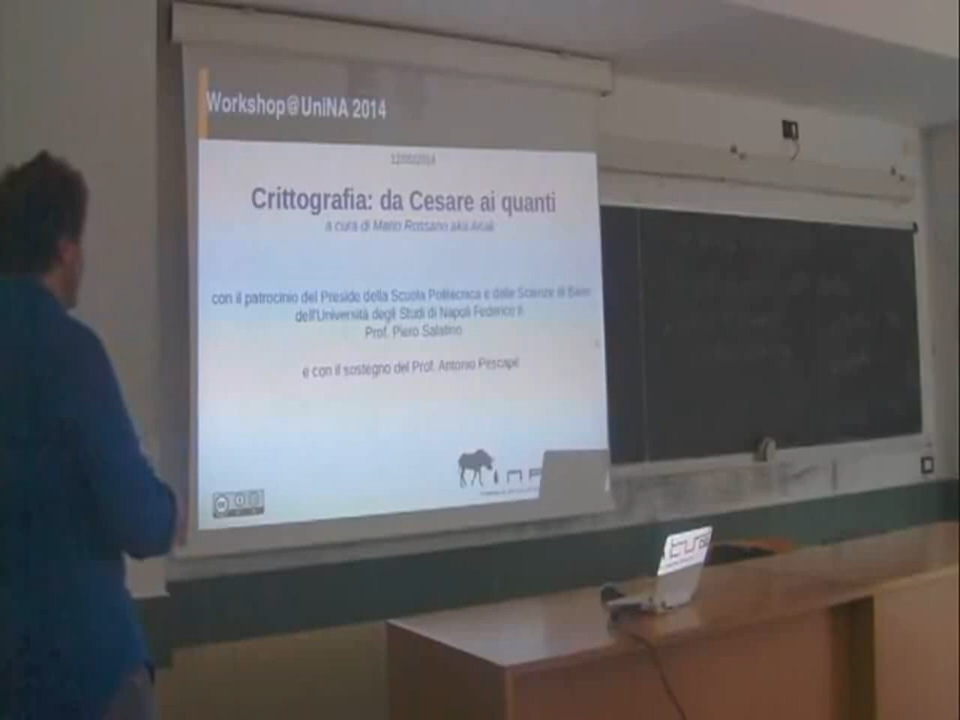 Workshop@UniNA 2014
Crittografia: da Cesare ai quanti
a cura di Mario Rossano aka
con il patrocinio del Preside della Scuola Politecnica e delle Scienze di Base
dell'Università degli Studi di Napoli Federico II
Prof. Piero Salatino
e con il sostegno del Prof. Antonio Pescapè